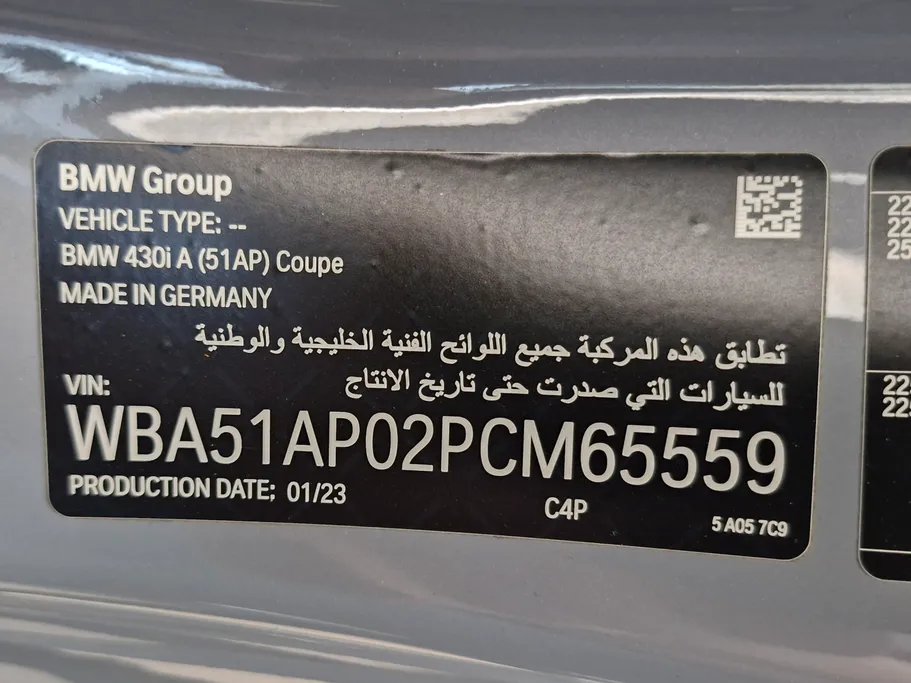 BMW Group
VEHICLE TYPE: --
BMW 430i A (51AP) Coupe
MADE IN GERMANY
تطابق هذه المركبة جميع اللوائح الفنية الخليجية والوطنية
للسيارات التي صدرت حتى تاريخ الانتاج
VIN:
WBA51AP02PCM65559
PRODUCTION DATE: 01/23
C4P
5 A05 7C9